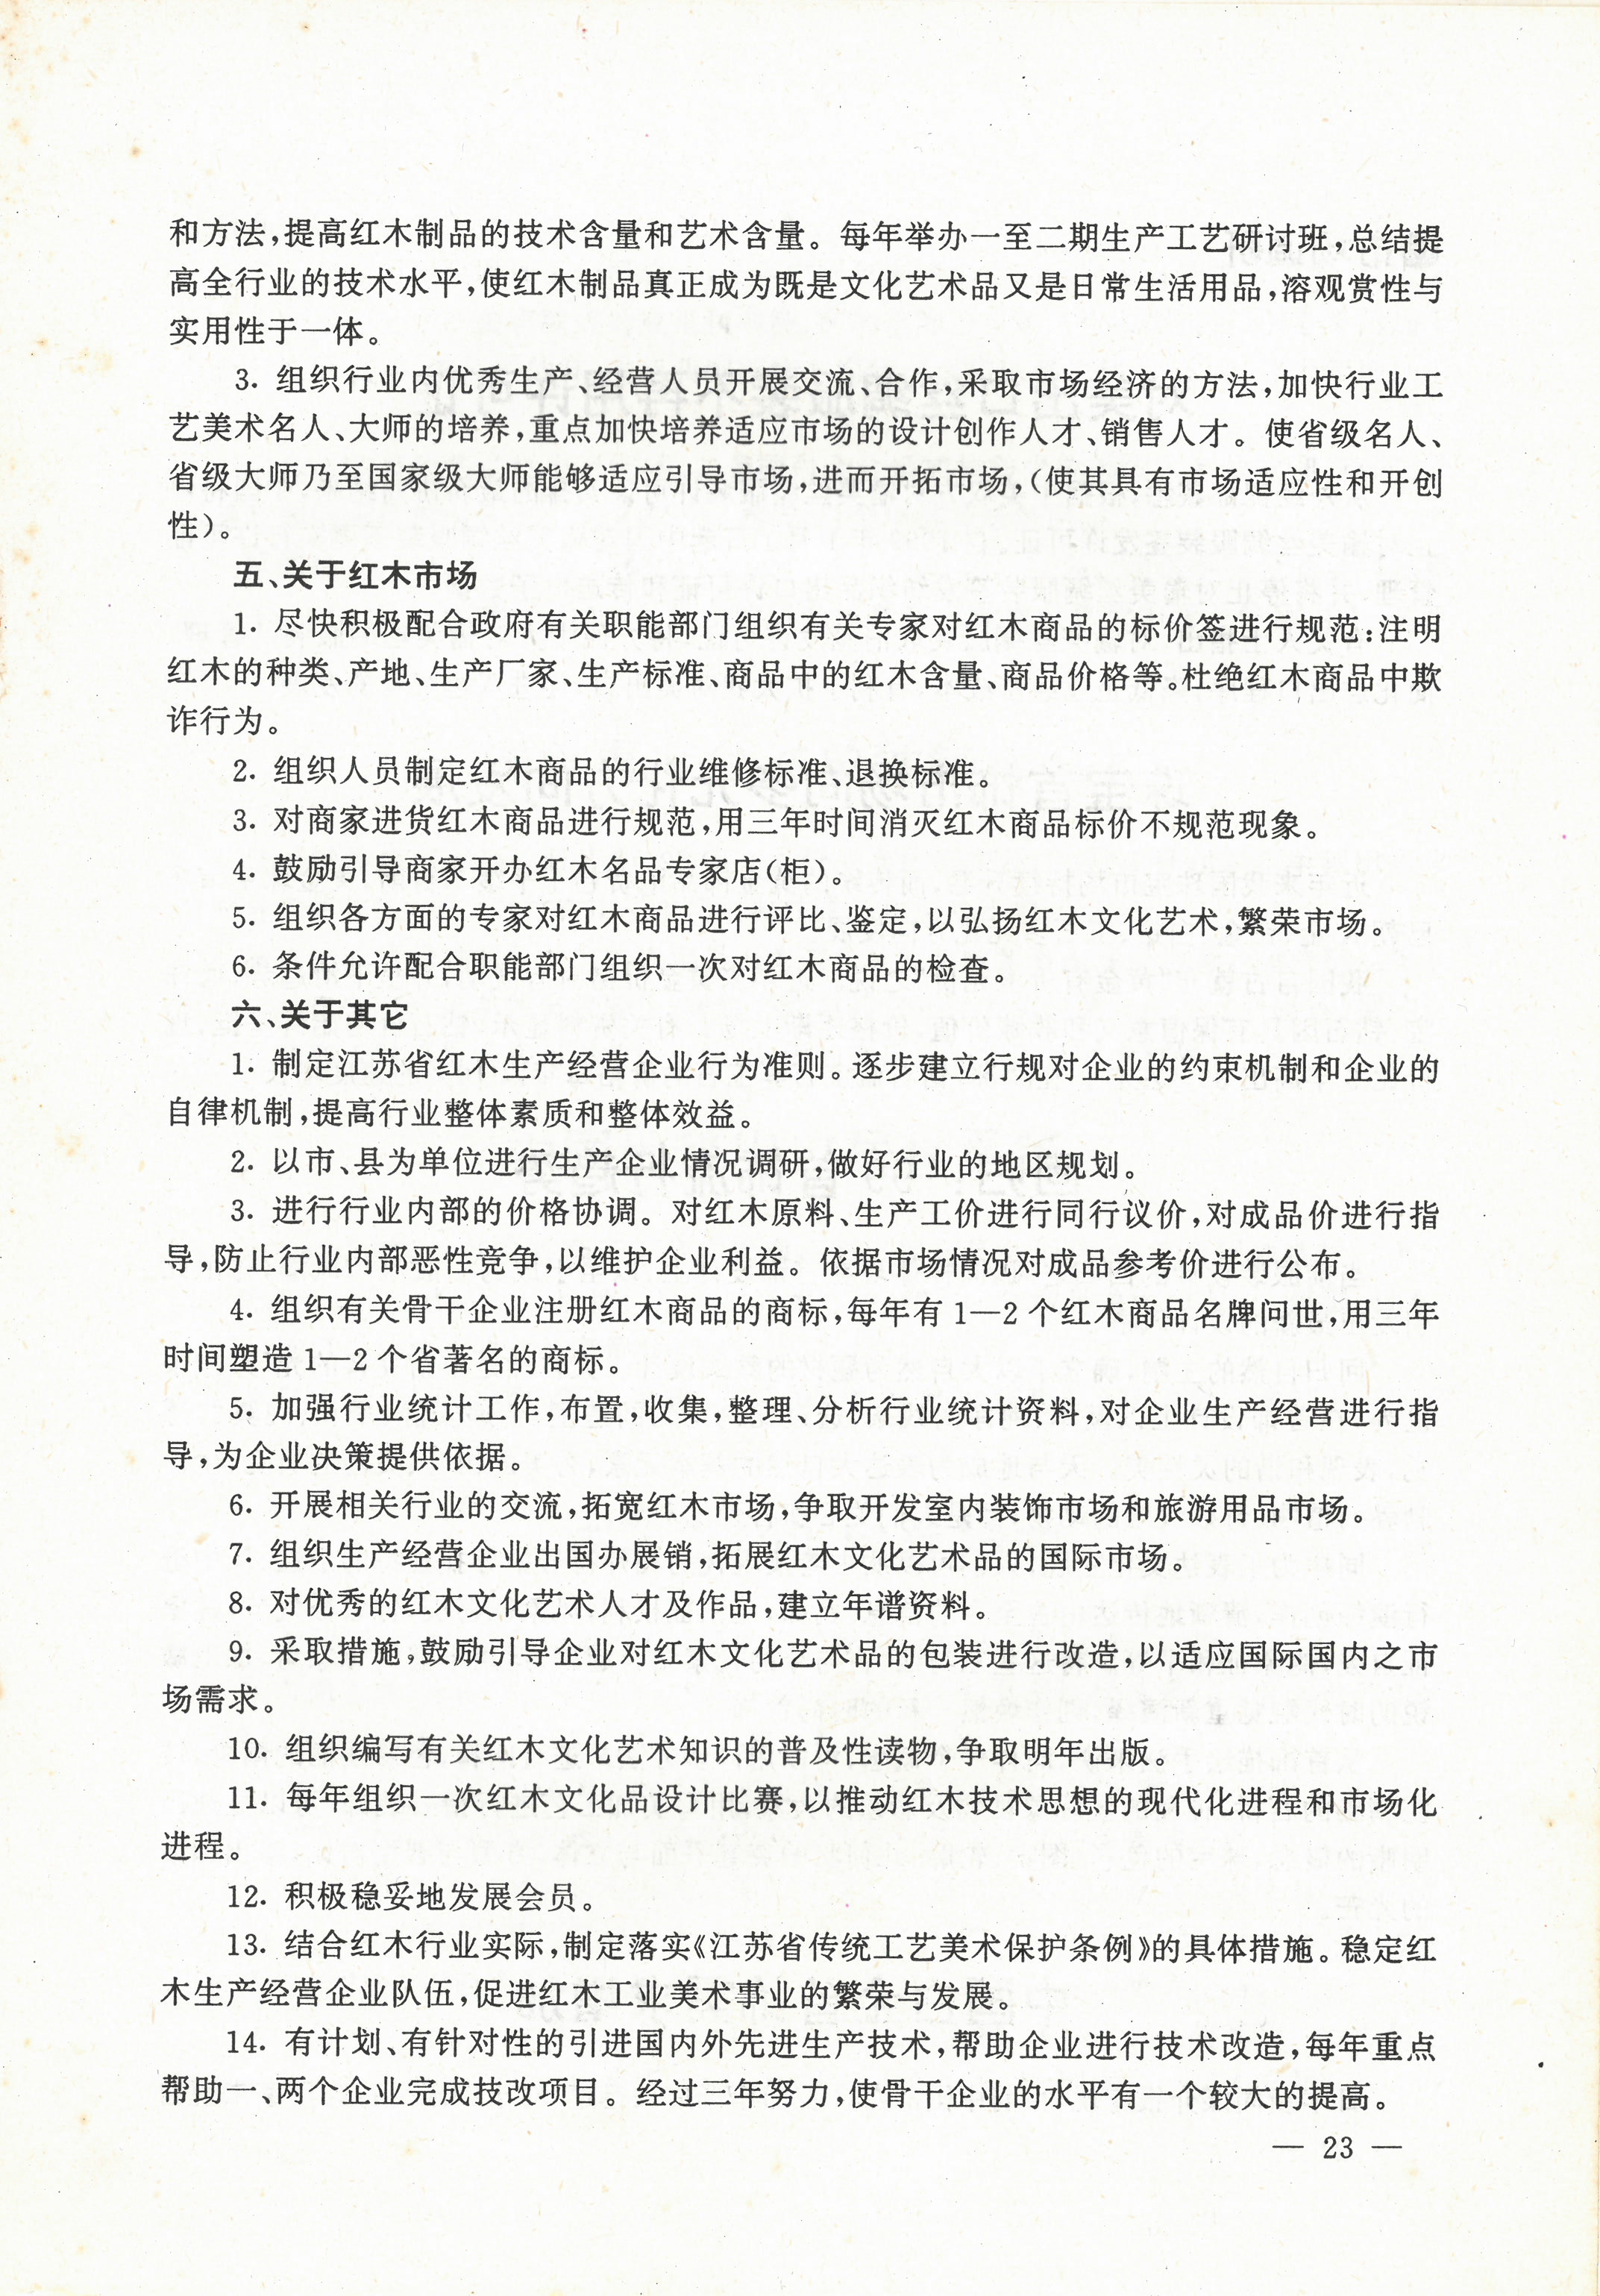 和方法,提高红木制品的技术含量和艺术含量。每年举办一至二期生产工艺研讨班,总结提
高全行业的技术水平,使红木制品真正成为既是文化艺术品又是日常生活用品,溶观赏性与
实用性于一体。
3. 组织行业内优秀生产、经营人员开展交流、合作,采取市场经济的方法,加快行业工
艺美术名人、大师的培养,重点加快培养适应市场的设计创作人才、销售人才。使省级名人、
省级大师乃至国家级大师能够适应引导市场,进而开拓市场,(使其具有市场适应性和开创
性)。
五、关于红木市场
1. 尽快积极配合政府有关职能部门组织有关专家对红木商品的标价签进行规范:注明
红木的种类、产地、生产厂家、生产标准、商品中的红木含量、商品价格等。杜绝红木商品中欺
诈行为。
2. 组织人员制定红木商品的行业维修标准、退换标准。
3. 对商家进货红木商品进行规范,用三年时间消灭红木商品标价不规范现象。
4. 鼓励引导商家开办红木名品专家店(柜)。
5. 组织各方面的专家对红木商品进行评比、鉴定,以弘扬红木文化艺术,繁荣市场。
6. 条件允许配合职能部门组织一次对红木商品的检查。
六、关于其它
1. 制定江苏省红木生产经营企业行为准则。逐步建立行规对企业的约束机制和企业的
自律机制,提高行业整体素质和整体效益。
2. 以市、县为单位进行生产企业情况调研,做好行业的地区规划。
3. 进行行业内部的价格协调。对红木原料、生产工价进行同行议价,对成品价进行指
导,防止行业内部恶性竞争,以维护企业利益。依据市场情况对成品参考价进行公布。
4. 组织有关骨干企业注册红木商品的商标,每年有 1—2 个红木商品名牌问世,用三年
时间塑造 1—2 个省著名的商标。
5. 加强行业统计工作,布置,收集,整理、分析行业统计资料,对企业生产经营进行指
导,为企业决策提供依据。
6. 开展相关行业的交流,拓宽红木市场,争取开发室内装饰市场和旅游用品市场。
7. 组织生产经营企业出国办展销,拓展红木文化艺术品的国际市场。
8. 对优秀的红木文化艺术人才及作品,建立年谱资料。
9. 采取措施,鼓励引导企业对红木文化艺术品的包装进行改造,以适应国际国内之市
场需求。
10. 组织编写有关红木文化艺术知识的普及性读物,争取明年出版。
11. 每年组织一次红木文化品设计比赛,以推动红木技术思想的现代化进程和市场化
进程。
12. 积极稳妥地发展会员。
13. 结合红木行业实际,制定落实《江苏省传统工艺美术保护条例》的具体措施。稳定红
木生产经营企业队伍,促进红木工业美术事业的繁荣与发展。
14. 有计划、有针对性的引进国内外先进生产技术,帮助企业进行技术改造,每年重点
帮助一、两个企业完成技改项目。经过三年努力,使骨干企业的水平有一个较大的提高。
— 23 —